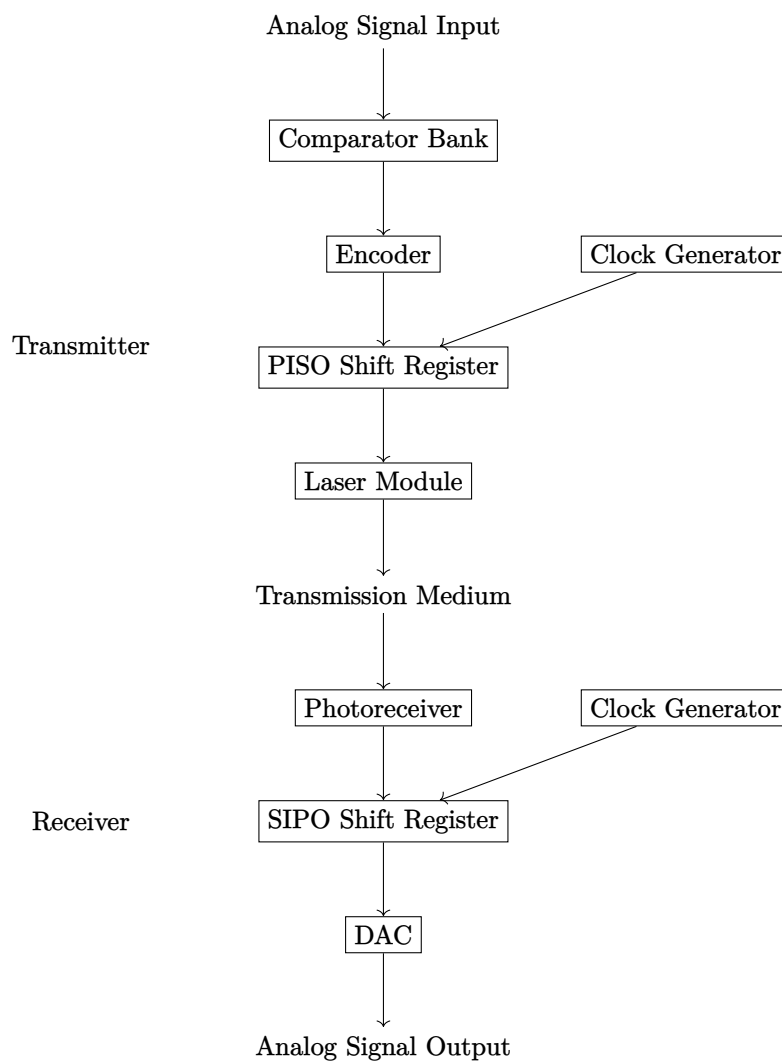 Analog Signal Input
Comparator Bank
Encoder
Clock Generator
Transmitter
PISO Shift Register
Laser Module
Transmission Medium
Photoreceiver
Clock Generator
Receiver
SIPO Shift Register
DAC
Analog Signal Output